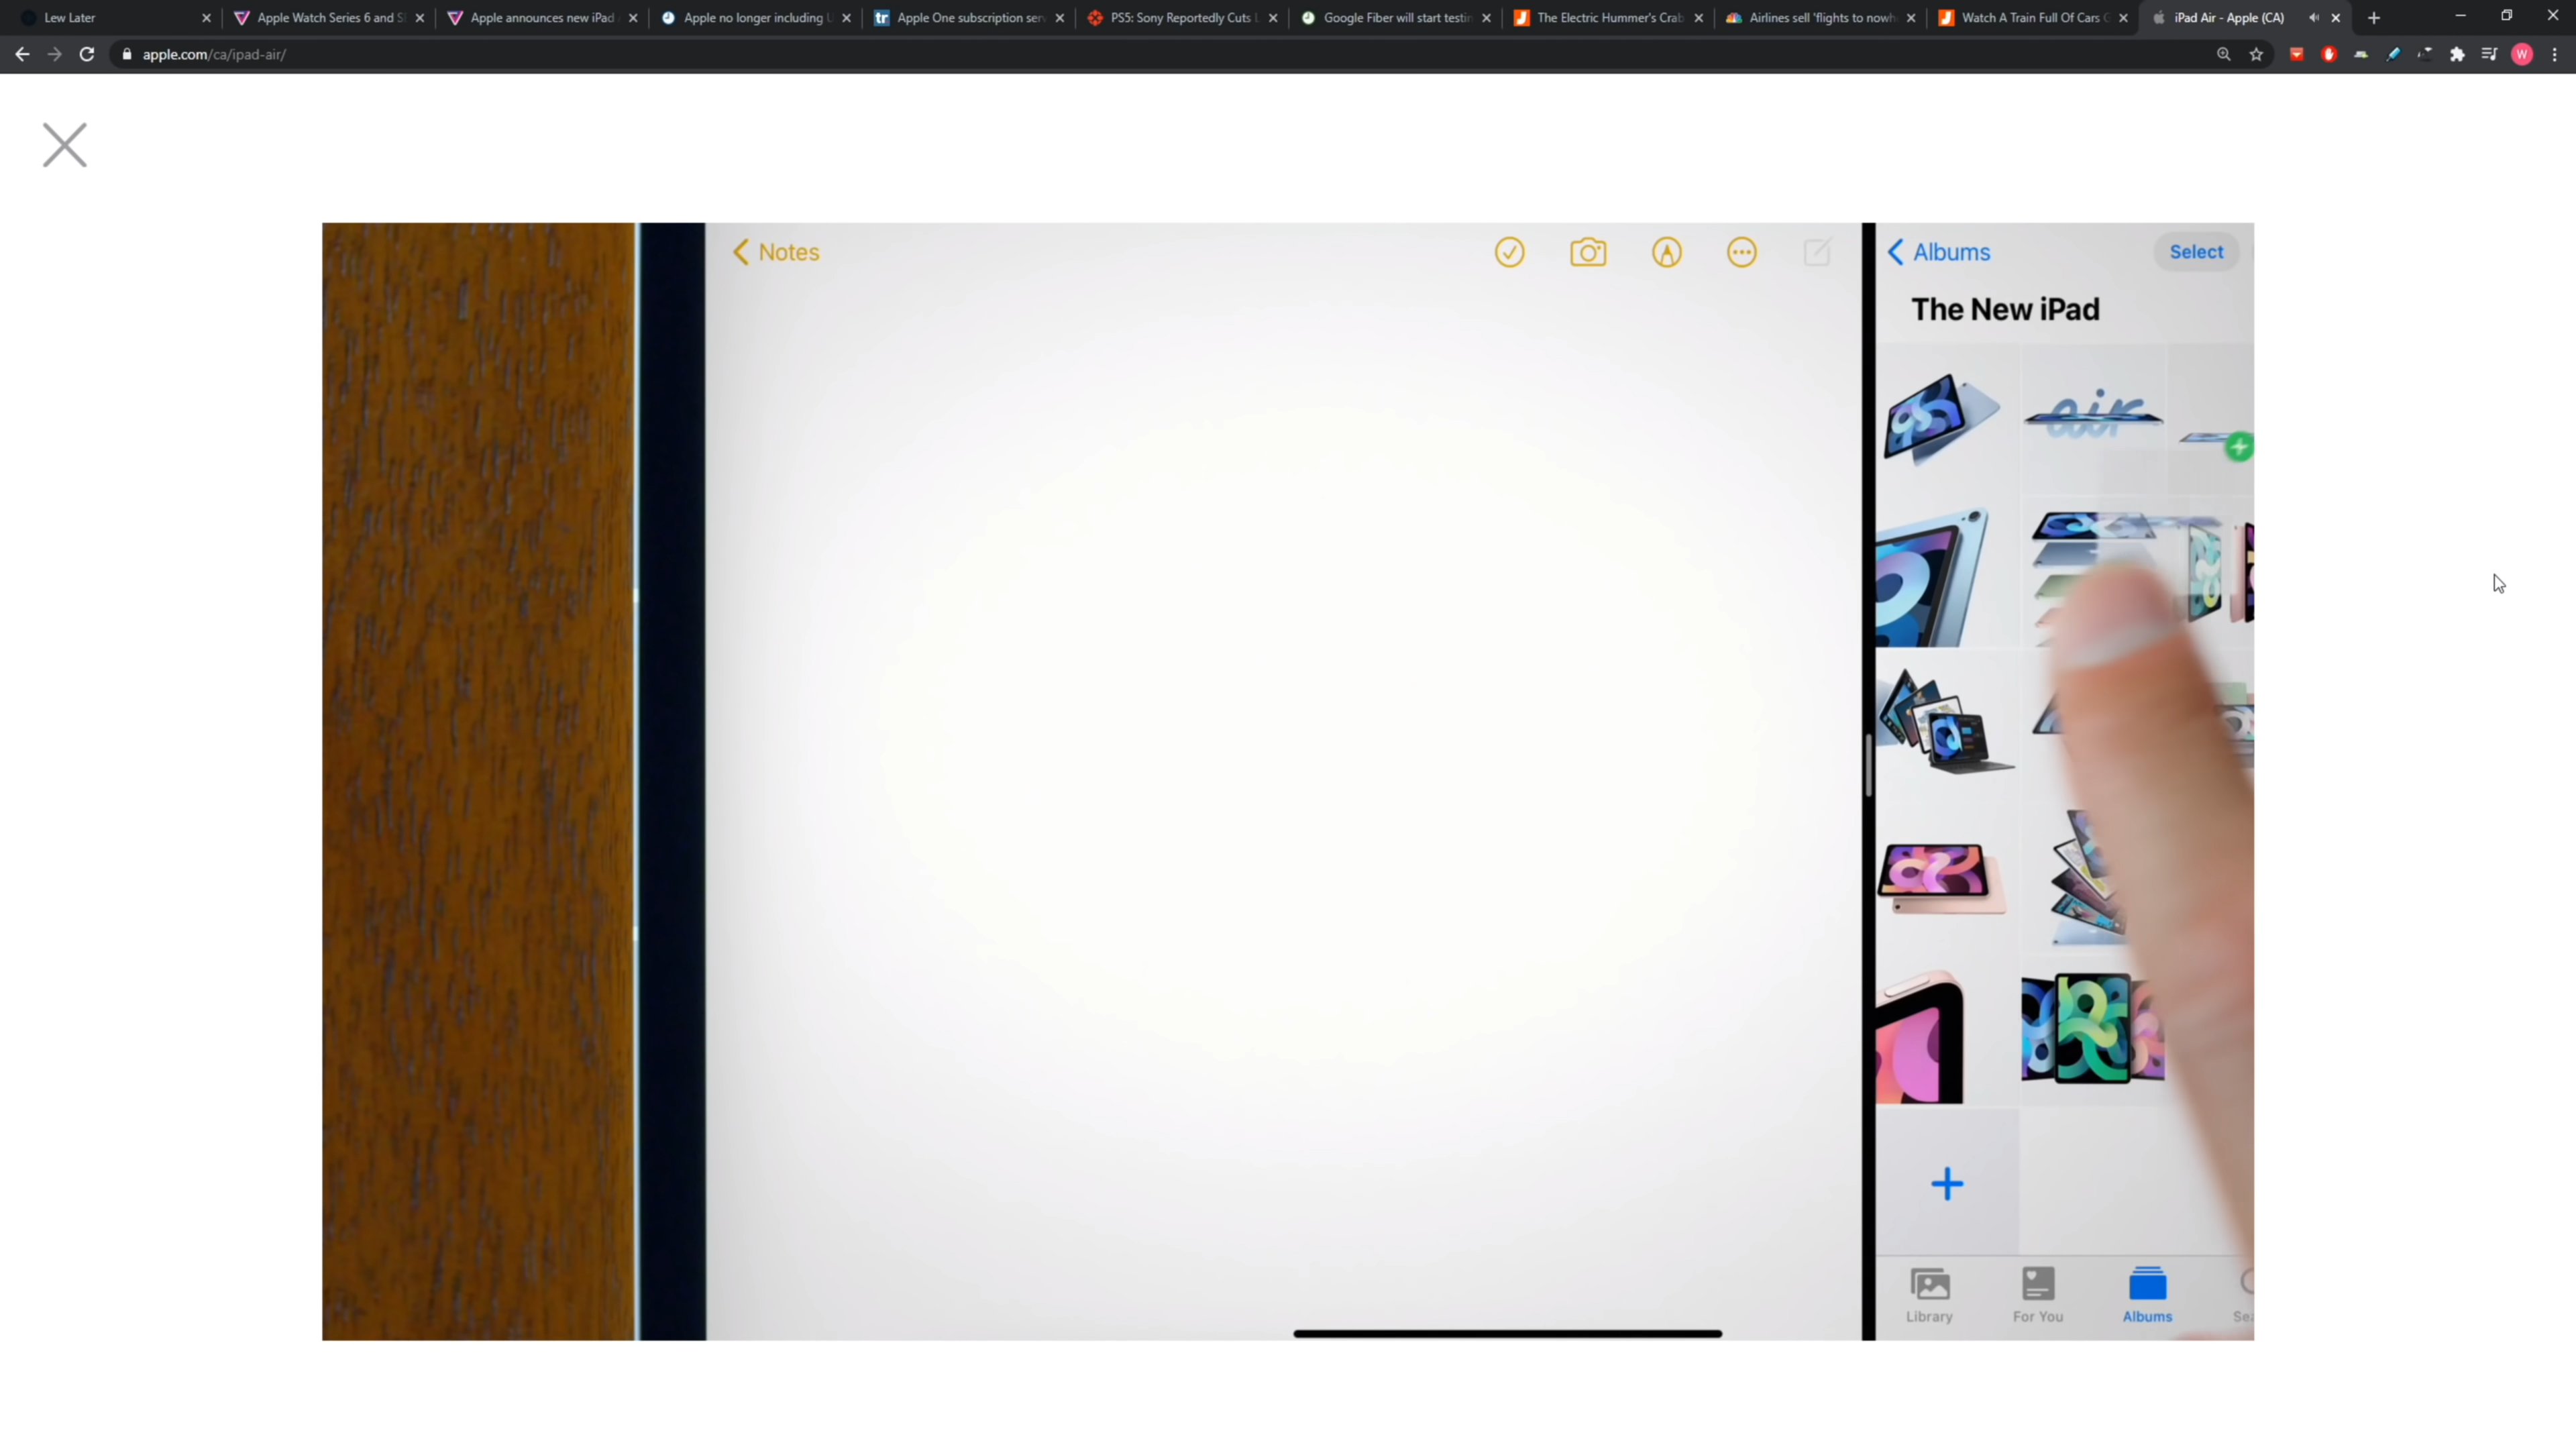 Lew Later
Apple Watch Series 6 and S
Apple announces new iPad
Apple no longer including
Apple One subscription ser
PS5: Sony Reportedly Cuts
Google Fiber will start testin
The Electric Hummer's Crab
Airlines sell 'flights to nowh
Watch A Train Full Of Cars
iPad Air - Apple (CA)
apple.com/ca/ipad-air/
W
Notes
Albums
Select
The New iPad
air
Library
For You
Albums
Sea